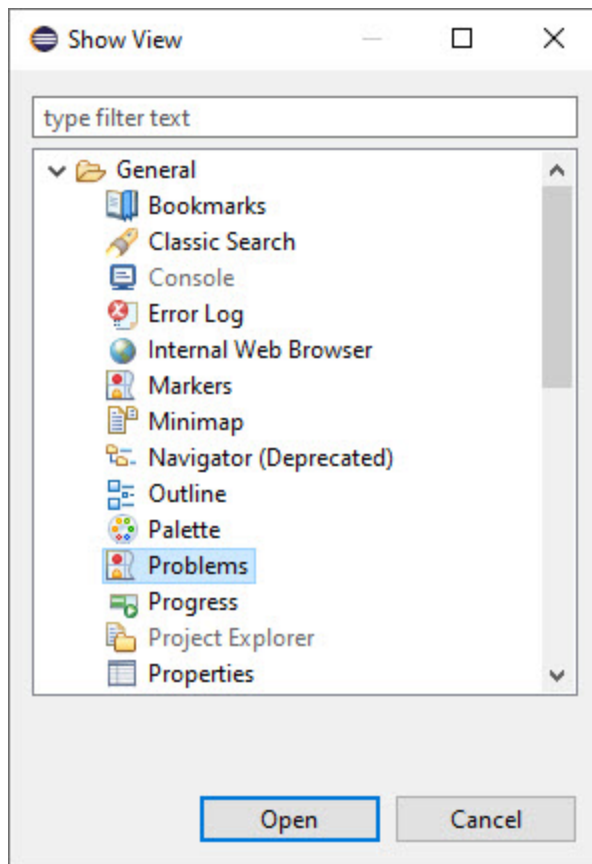 Show View
type filter text
General
Bookmarks
Classic Search
Console
Error Log
Internal Web Browser
Markers
Minimap
Navigator (Deprecated)
Outline
Palette
Problems
Progress
Project Explorer
Properties
Open Cancel